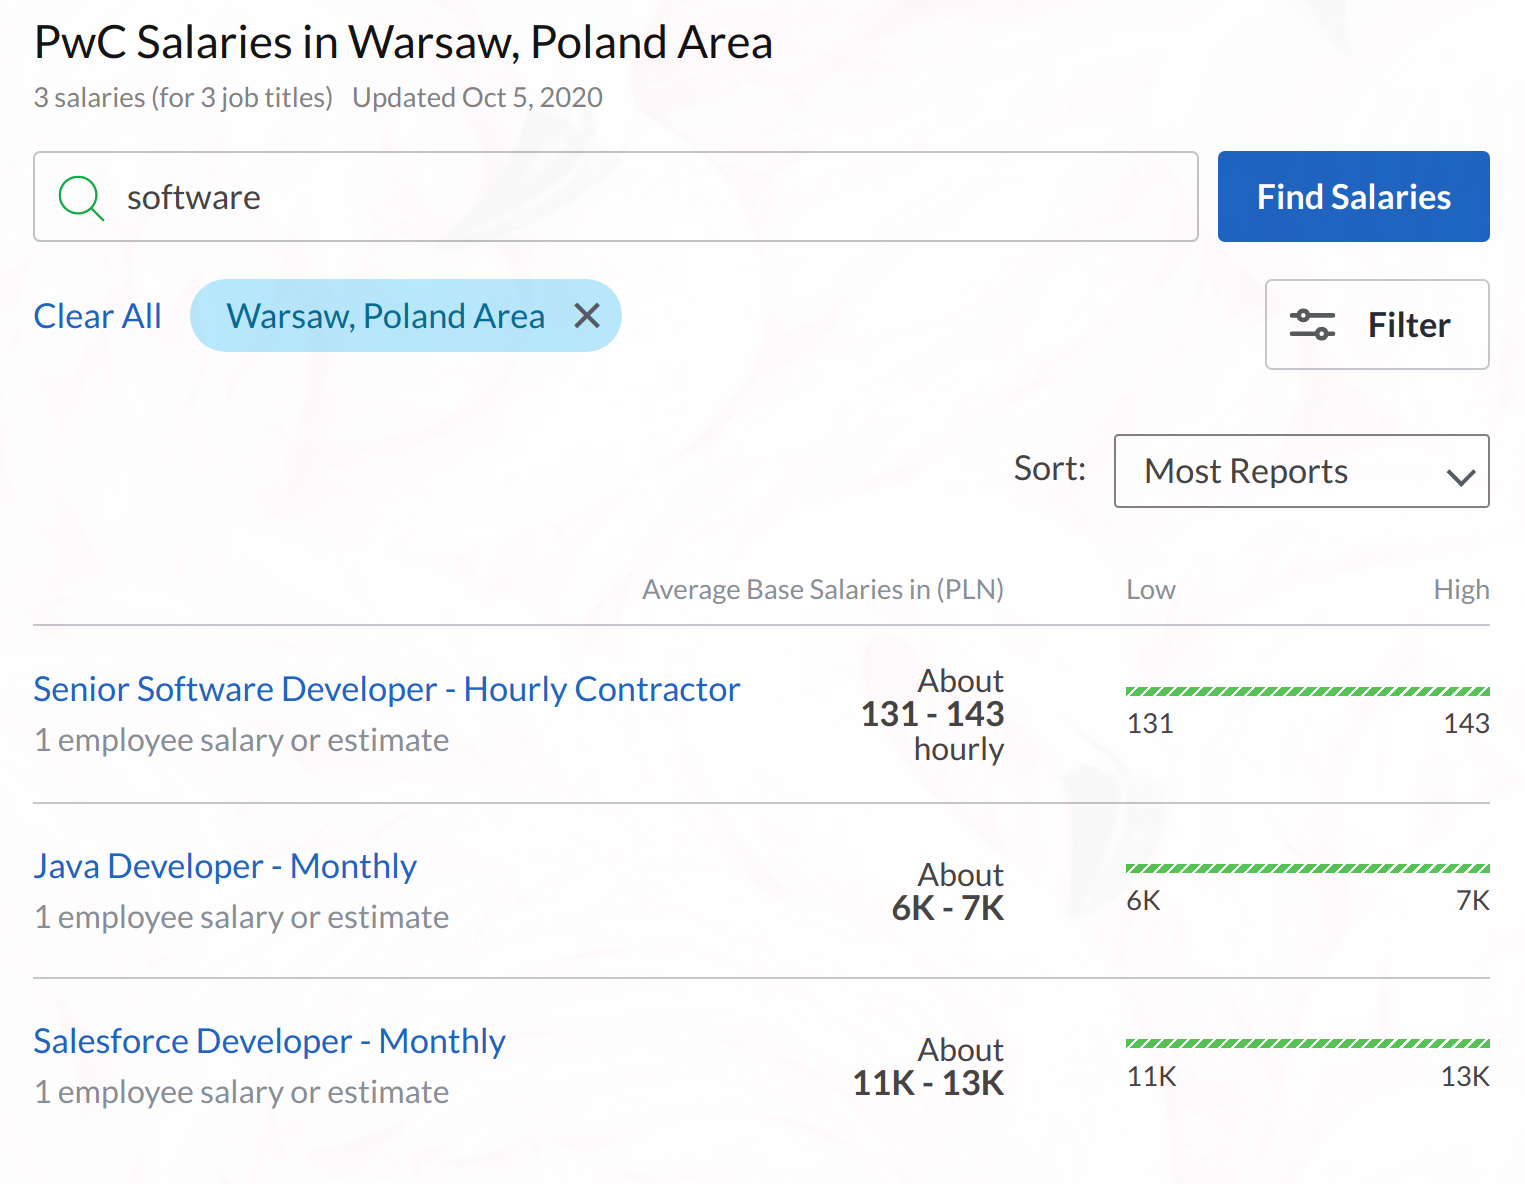 PwC Salaries in Warsaw, Poland Area
3 salaries (for 3 job titles) Updated Oct 5, 2020
software
Find Salaries
Clear All
Warsaw, Poland Area
Filter
Sort:
Most Reports
Average Base Salaries in (PLN)
Low
High
Senior Software Developer - Hourly Contractor
1 employee salary or estimate
About
131 - 143
hourly
131
143
Java Developer - Monthly
1 employee salary or estimate
About
6K - 7K
6K
7K
Salesforce Developer - Monthly
1 employee salary or estimate
About
11K - 13K
11K
13K